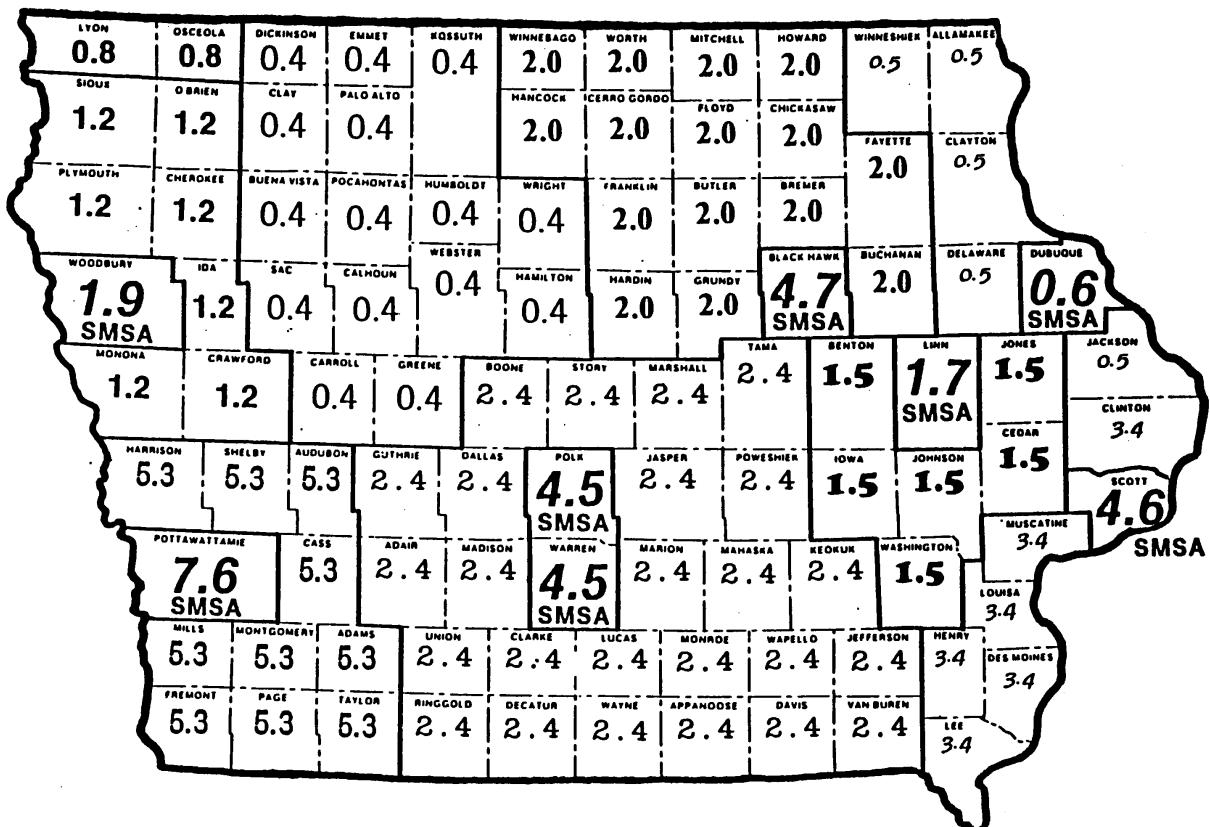 LYON OSCEOLA DICKINSON EMMET KOSSUTH WINNEBAGO WORTH MITCHELL HOWARD WINNESHIEK ALLAMAKEE
0.8 0.8 0.4 0.4 0.4 2.0 2.0 2.0 2.0 0.5 0.5
SIOUX O BRIEN CLAY PALO ALTO HANCOCK CERRO GORDO FLOYD CHICKASAW
1.2 1.2 0.4 0.4 2.0 2.0 2.0 2.0
FAYETTE CLAYTON
2.0 0.5
PLYMOUTH CHEROKEE BUENA VISTA POCAHONTAS HUMBOLDT WRIGHT FRANKLIN BUTLER BREMER
1.2 1.2 0.4 0.4 0.4 0.4 2.0 2.0 2.0
WOODBURY IDA SAC CALHOUN WEBSTER HAMILTON HARDIN GRUNDY BLACK HAWK BUCHANAN DELAWARE DUBUQUE
1.9 1.2 0.4 0.4 0.4 0.4 2.0 2.0 4.7 2.0 0.5 0.6
SMSA SMSA SMSA
MONONA CRAWFORD CARROLL GREENE BOONE STORY MARSHALL TAMA BENTON LINN JONES JACKSON
1.2 1.2 0.4 0.4 2.4 2.4 2.4 2.4 1.5 1.7 1.5 0.5
SMSA
CLINTON
3.4
HARRISON SHELBY AUDUBON GUTHRIE DALLAS POLK JASPER POWESHIEK IOWA JOHNSON CEDAR SCOTT
5.3 5.3 5.3 2.4 2.4 4.5 2.4 2.4 1.5 1.5 1.5 4.6
SMSA SMSA
POTTAWATTAMIE CASS ADAIR MADISON WARREN MARION MAHASKA KEOKUK WASHINGTON MUSCATINE
7.6 5.3 2.4 2.4 4.5 2.4 2.4 2.4 1.5 3.4
SMSA SMSA
LOUISA
3.4
MILLS MONTGOMERY ADAMS UNION CLARKE LUCAS MONROE WAPELLO JEFFERSON HENRY DES MOINES
5.3 5.3 5.3 2.4 2.4 2.4 2.4 2.4 2.4 3.4 3.4
FREMONT PAGE TAYLOR RINGGOLD DECATUR WAYNE APPANOOSE DAVIS VAN BUREN LEE
5.3 5.3 5.3 2.4 2.4 2.4 2.4 2.4 2.4 3.4